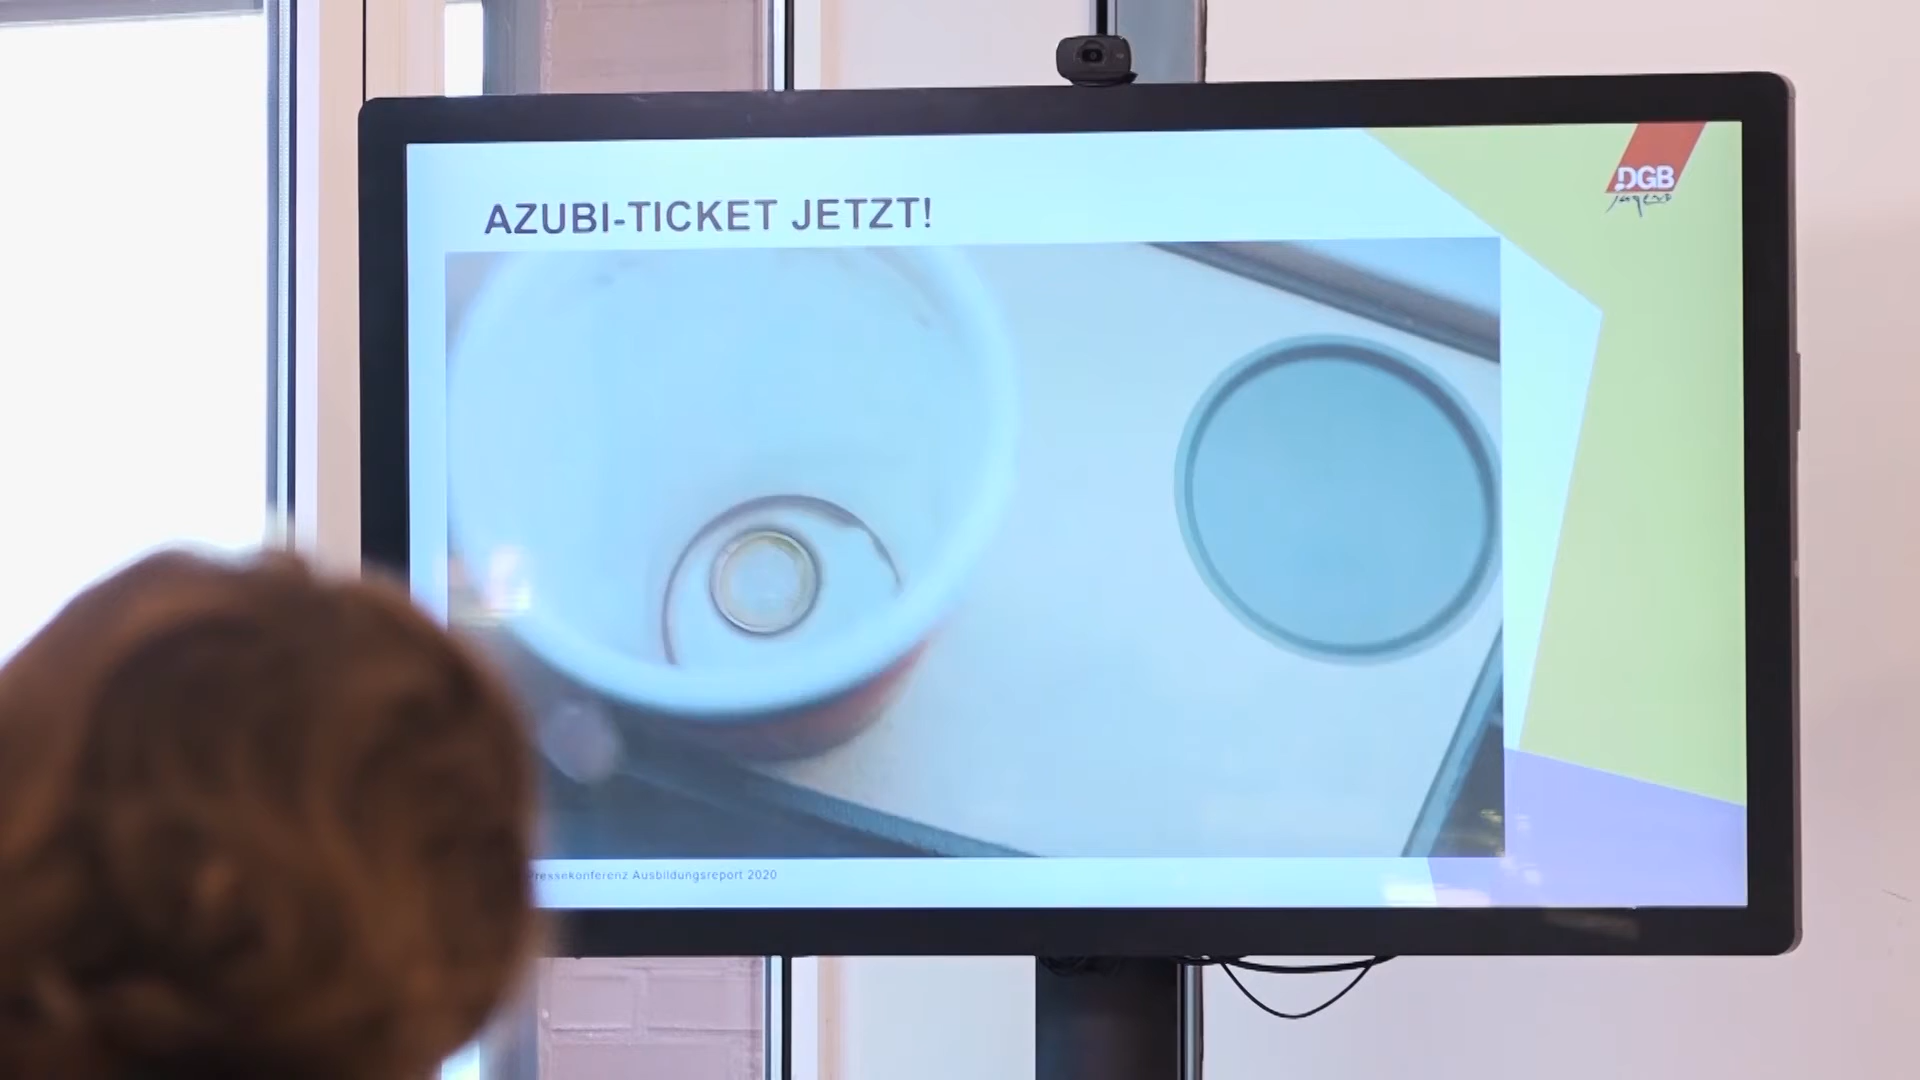 DGB
Jugend
AZUBI-TICKET JETZT!
Pressekonferenz Ausbildungsreport 2020